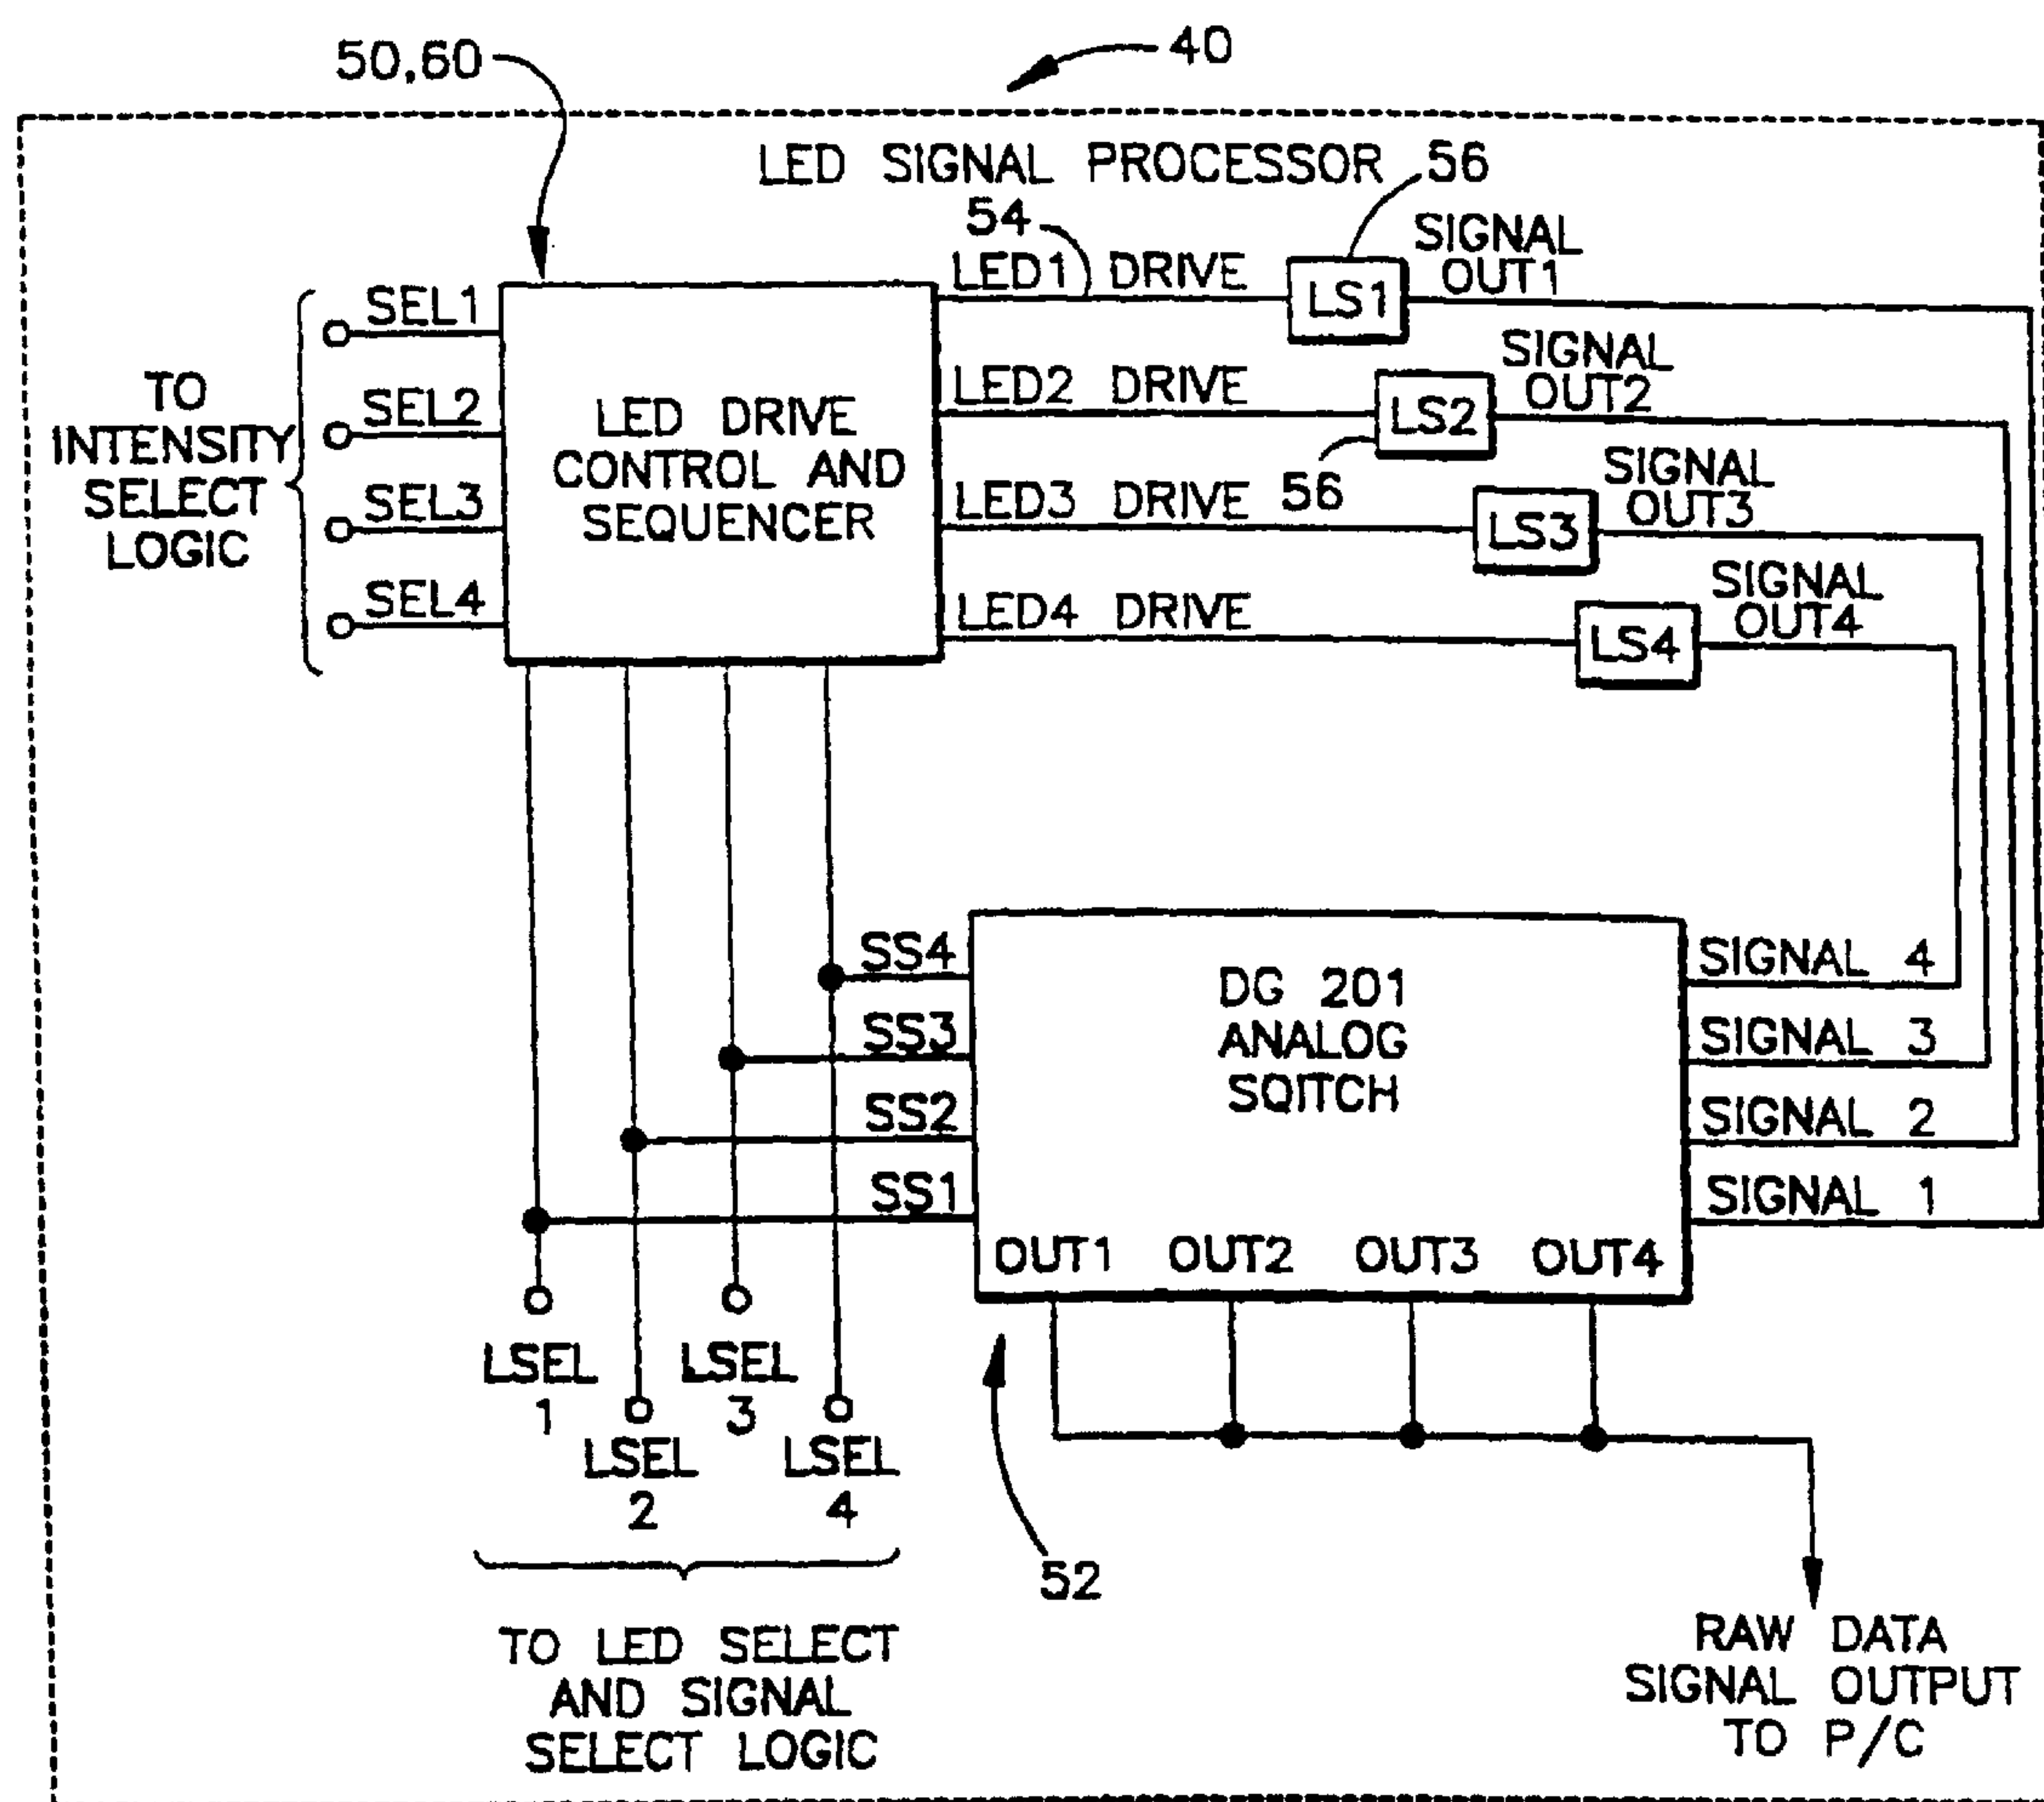 50,60
40
LED SIGNAL PROCESSOR
56
54
TO
INTENSITY
SELECT
LOGIC
SEL1
SEL2
SEL3
SEL4
LED DRIVE
CONTROL AND
SEQUENCER
LED1 DRIVE
LS1
SIGNAL
OUT1
LED2 DRIVE
LS2
SIGNAL
OUT2
56
LED3 DRIVE
LS3
SIGNAL
OUT3
LED4 DRIVE
LS4
SIGNAL
OUT4
SS4
SS3
SS2
SS1
DG 201
ANALOG
SQITCH
SIGNAL 4
SIGNAL 3
SIGNAL 2
SIGNAL 1
OUT1 OUT2 OUT3 OUT4
LSEL
1
LSEL
2
LSEL
3
LSEL
4
52
TO LED SELECT
AND SIGNAL
SELECT LOGIC
RAW DATA
SIGNAL OUTPUT
TO P/C